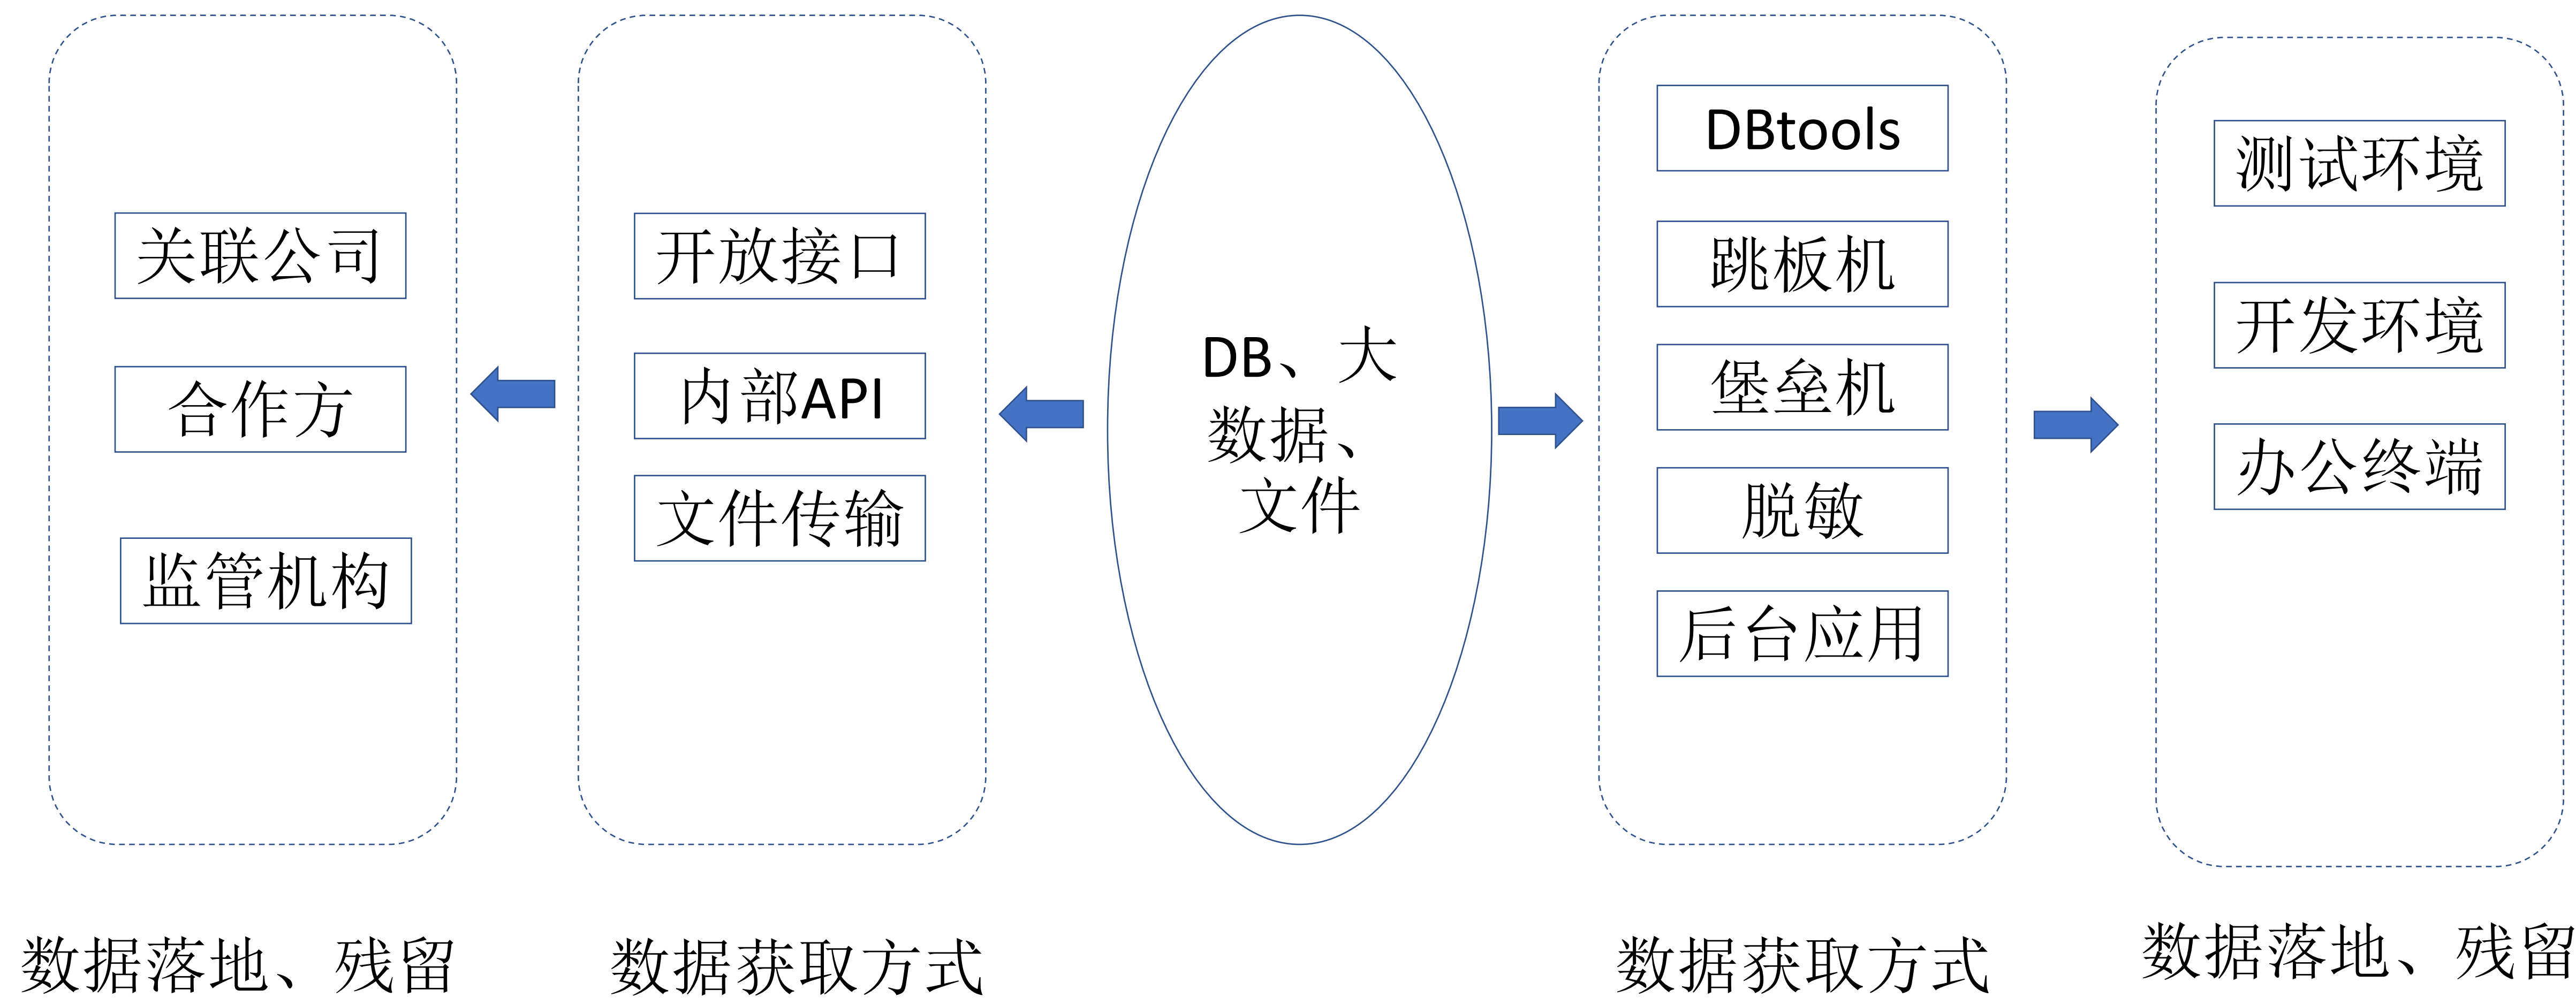 关联公司
合作方
监管机构
数据落地、残留
开放接口
内部API
文件传输
数据获取方式
DB、大
数据、
文件
DBtools
跳板机
堡垒机
脱敏
后台应用
数据获取方式
测试环境
开发环境
办公终端
数据落地、残留